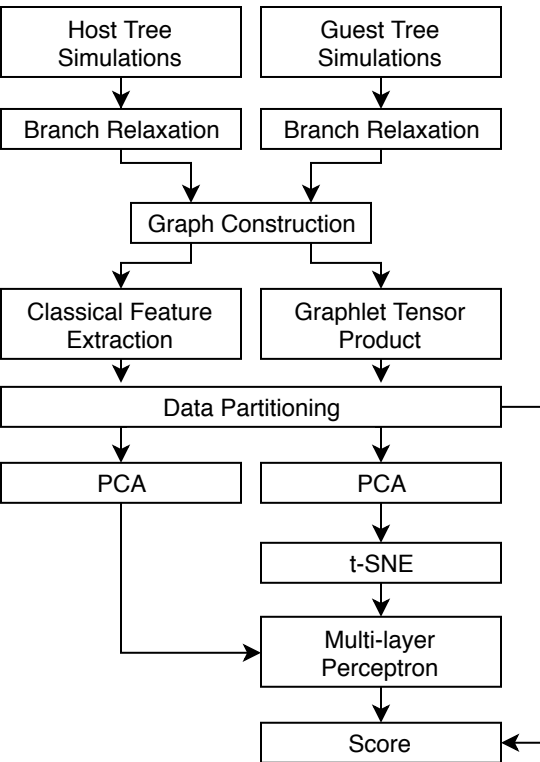 Host Tree
Simulations
Guest Tree
Simulations
Branch Relaxation
Branch Relaxation
Graph Construction
Classical Feature
Extraction
Graphlet Tensor
Product
Data Partitioning
PCA
PCA
t-SNE
Multi-layer
Perceptron
Score